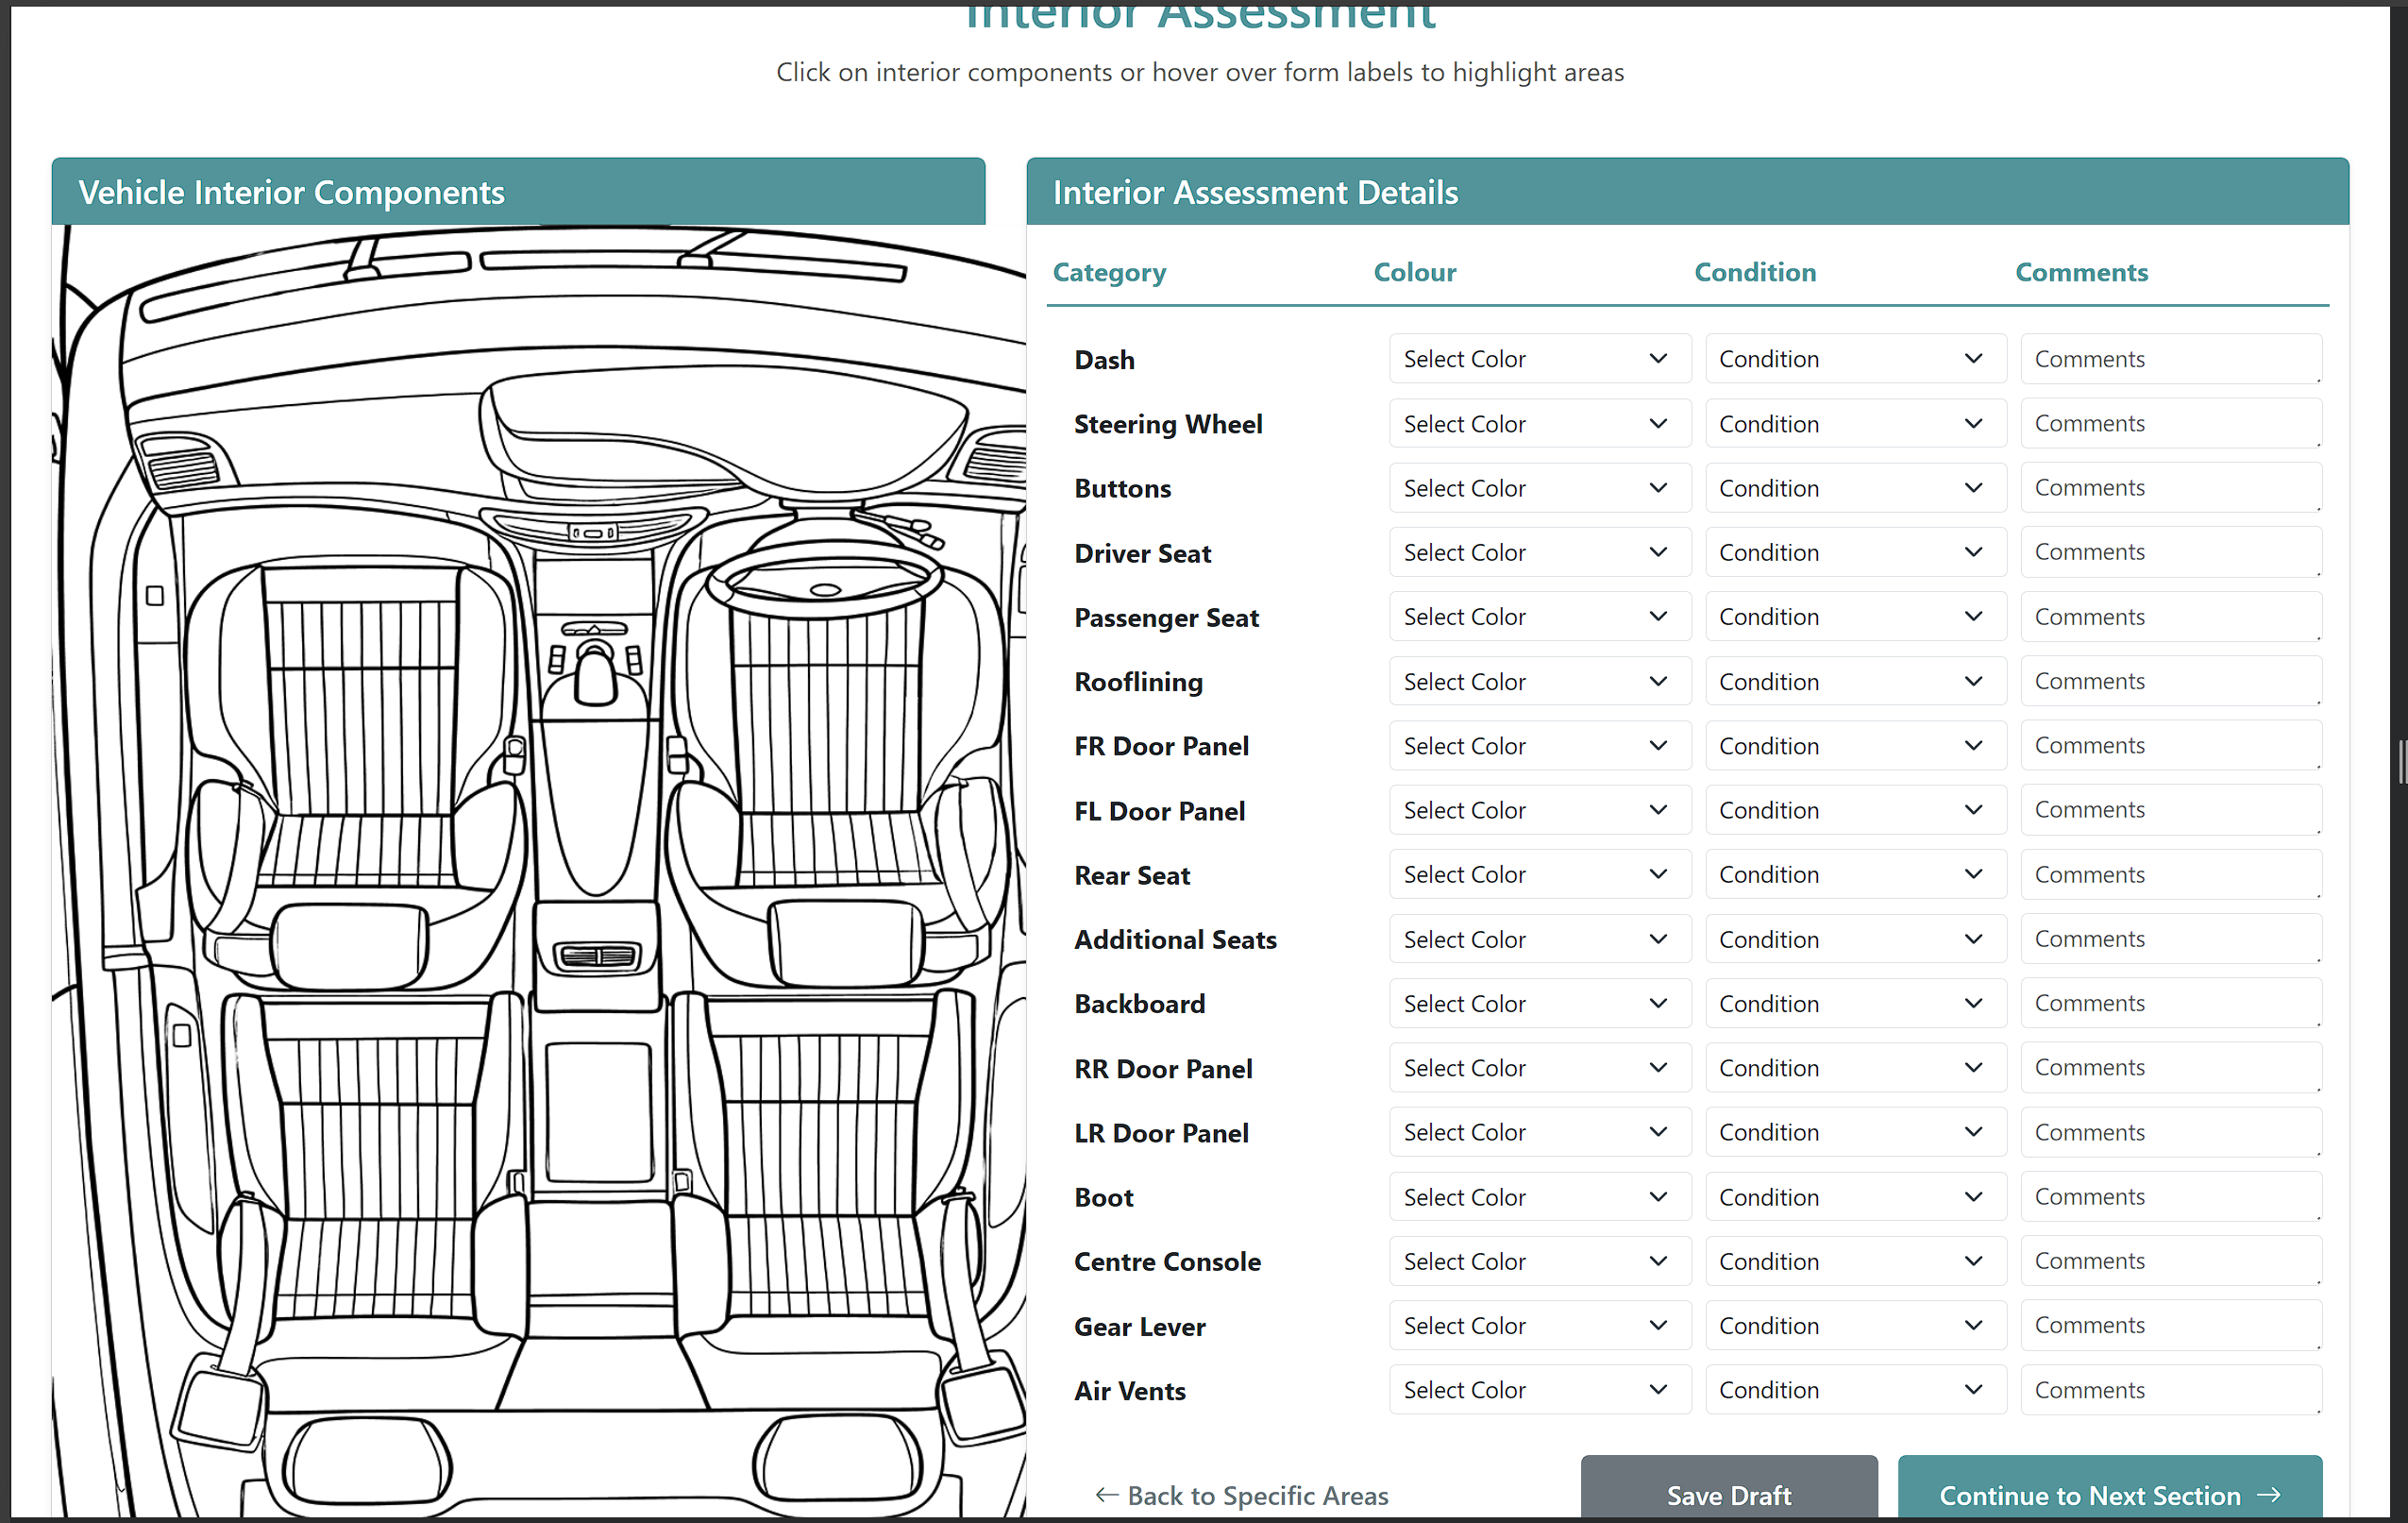 Interior Assessment
Click on interior components or hover over form labels to highlight areas
Vehicle Interior Components
Interior Assessment Details
Category Colour Condition Comments
Dash Select Color Condition Comments
Steering Wheel Select Color Condition Comments
Buttons Select Color Condition Comments
Driver Seat Select Color Condition Comments
Passenger Seat Select Color Condition Comments
Rooflining Select Color Condition Comments
FR Door Panel Select Color Condition Comments
FL Door Panel Select Color Condition Comments
Rear Seat Select Color Condition Comments
Additional Seats Select Color Condition Comments
Backboard Select Color Condition Comments
RR Door Panel Select Color Condition Comments
LR Door Panel Select Color Condition Comments
Boot Select Color Condition Comments
Centre Console Select Color Condition Comments
Gear Lever Select Color Condition Comments
Air Vents Select Color Condition Comments
← Back to Specific Areas Save Draft Continue to Next Section →